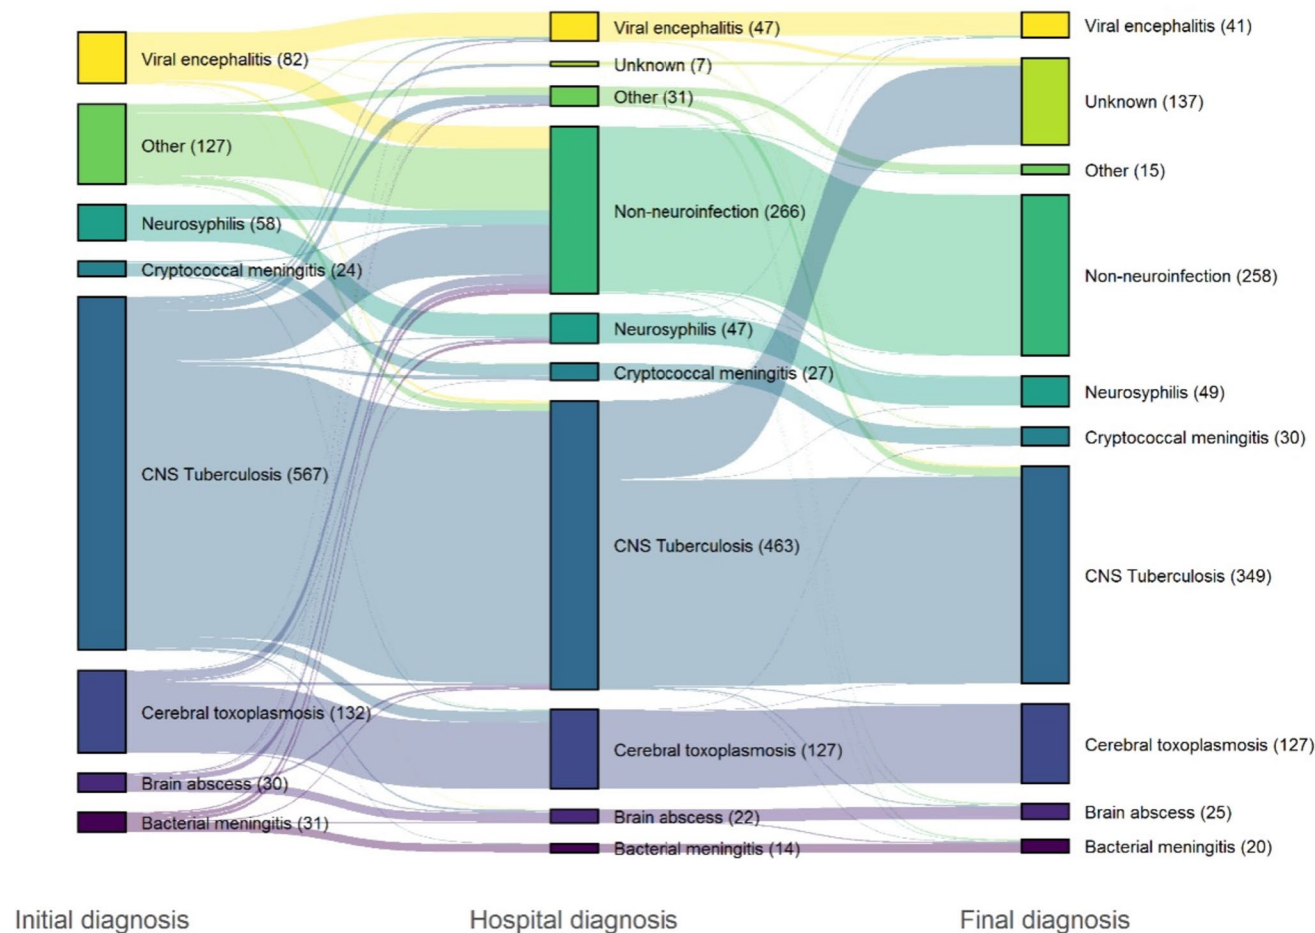 Viral encephalitis (82)
Other (127)
Neurosyphilis (58)
Cryptococcal meningitis (24)
CNS Tuberculosis (567)
Cerebral toxoplasmosis (132)
Brain abscess (30)
Bacterial meningitis (31)
Viral encephalitis (47)
Unknown (7)
Other (31)
Non-neuroinfection (266)
Neurosyphilis (47)
Cryptococcal meningitis (27)
CNS Tuberculosis (463)
Cerebral toxoplasmosis (127)
Brain abscess (22)
Bacterial meningitis (14)
Viral encephalitis (41)
Unknown (137)
Other (15)
Non-neuroinfection (258)
Neurosyphilis (49)
Cryptococcal meningitis (30)
CNS Tuberculosis (349)
Cerebral toxoplasmosis (127)
Brain abscess (25)
Bacterial meningitis (20)
Initial diagnosis
Hospital diagnosis
Final diagnosis